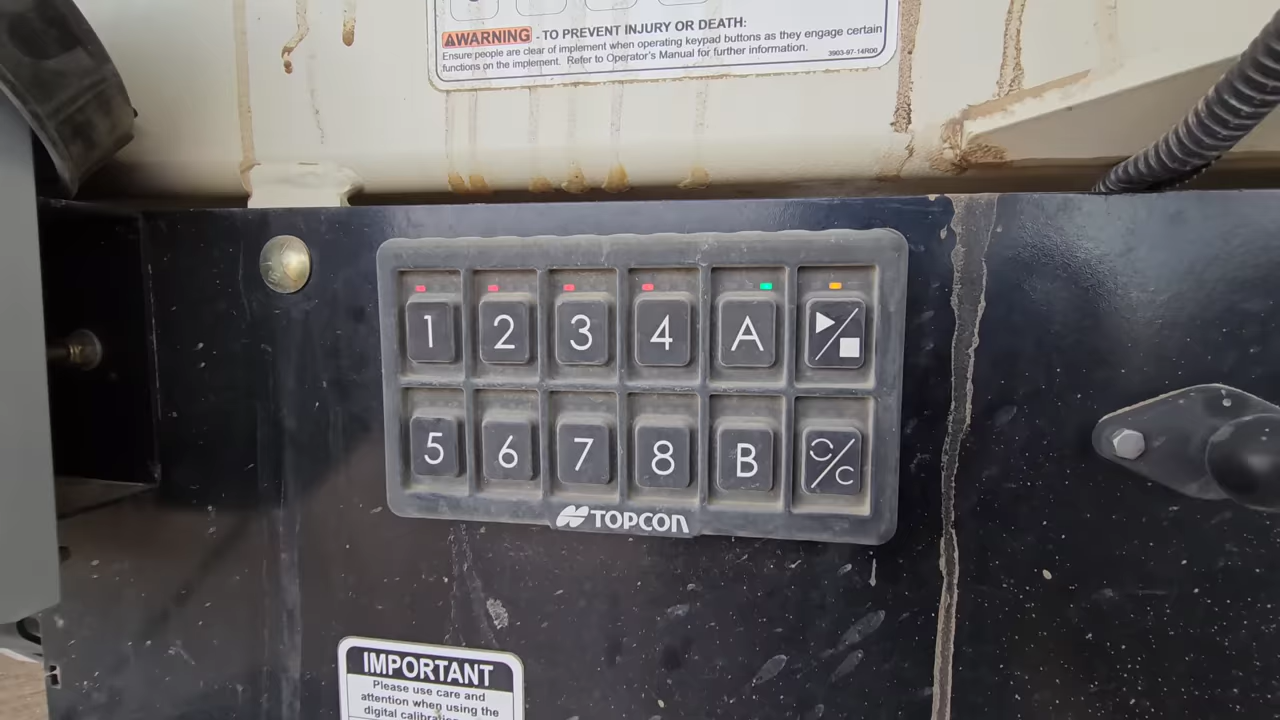 WARNING - TO PREVENT INJURY OR DEATH:
Ensure people are clear of implement when operating keypad buttons as they engage certain
functions on the implement. Refer to Operator's Manual for further information.
3903-97-14R00
1 2 3 4 A
5 6 7 8 B C
TOPCON
IMPORTANT
Please use care and
attention when using the
digital